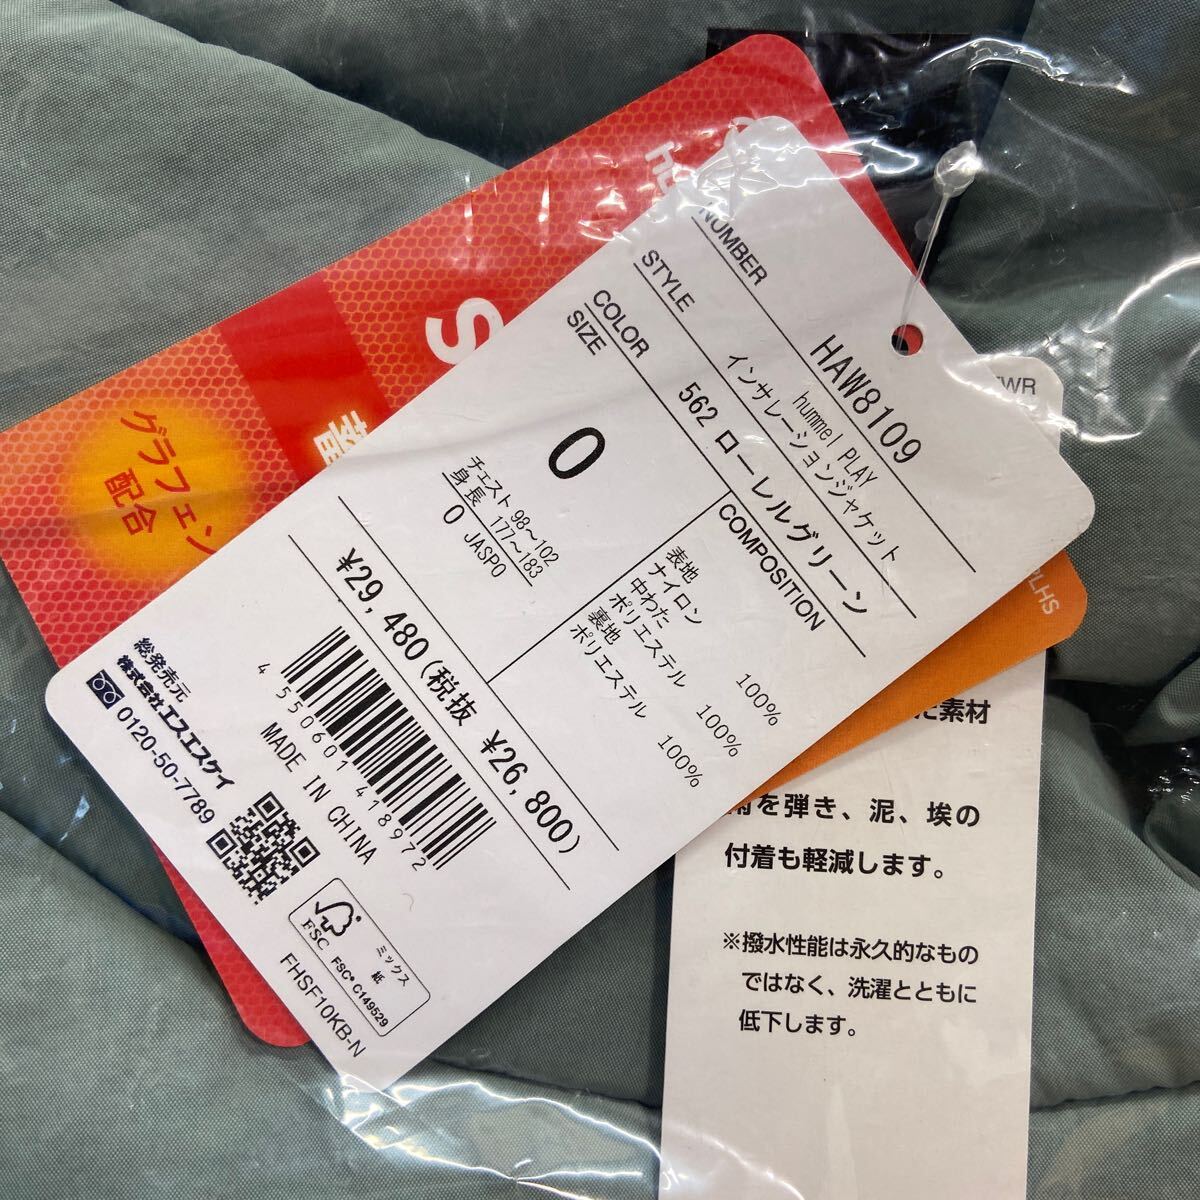 NUMBER
HAW8109
STYLE
hummel PLAY
インサレーションジャケット
COLOR
562 ローレルグリーン
SIZE
O
チェスト 98～102
身長 177～183
O JASPO
COMPOSITION
表地
ナイロン 100%
中わた
ポリエステル 100%
裏地
ポリエステル 100%
¥29,480(税抜 ¥26,800)
4550601418972
MADE IN CHINA
総発売元
株式会社エスエスケイ
0120-50-7789
FSC
ミックス
紙
FSC® C149529
FHSF10KB-N
グラフェン
配合
S
蓄
WR
LHS
素材
を弾き、泥、埃の
付着も軽減します。
※撥水性能は永久的なもの
ではなく、洗濯とともに
低下します。